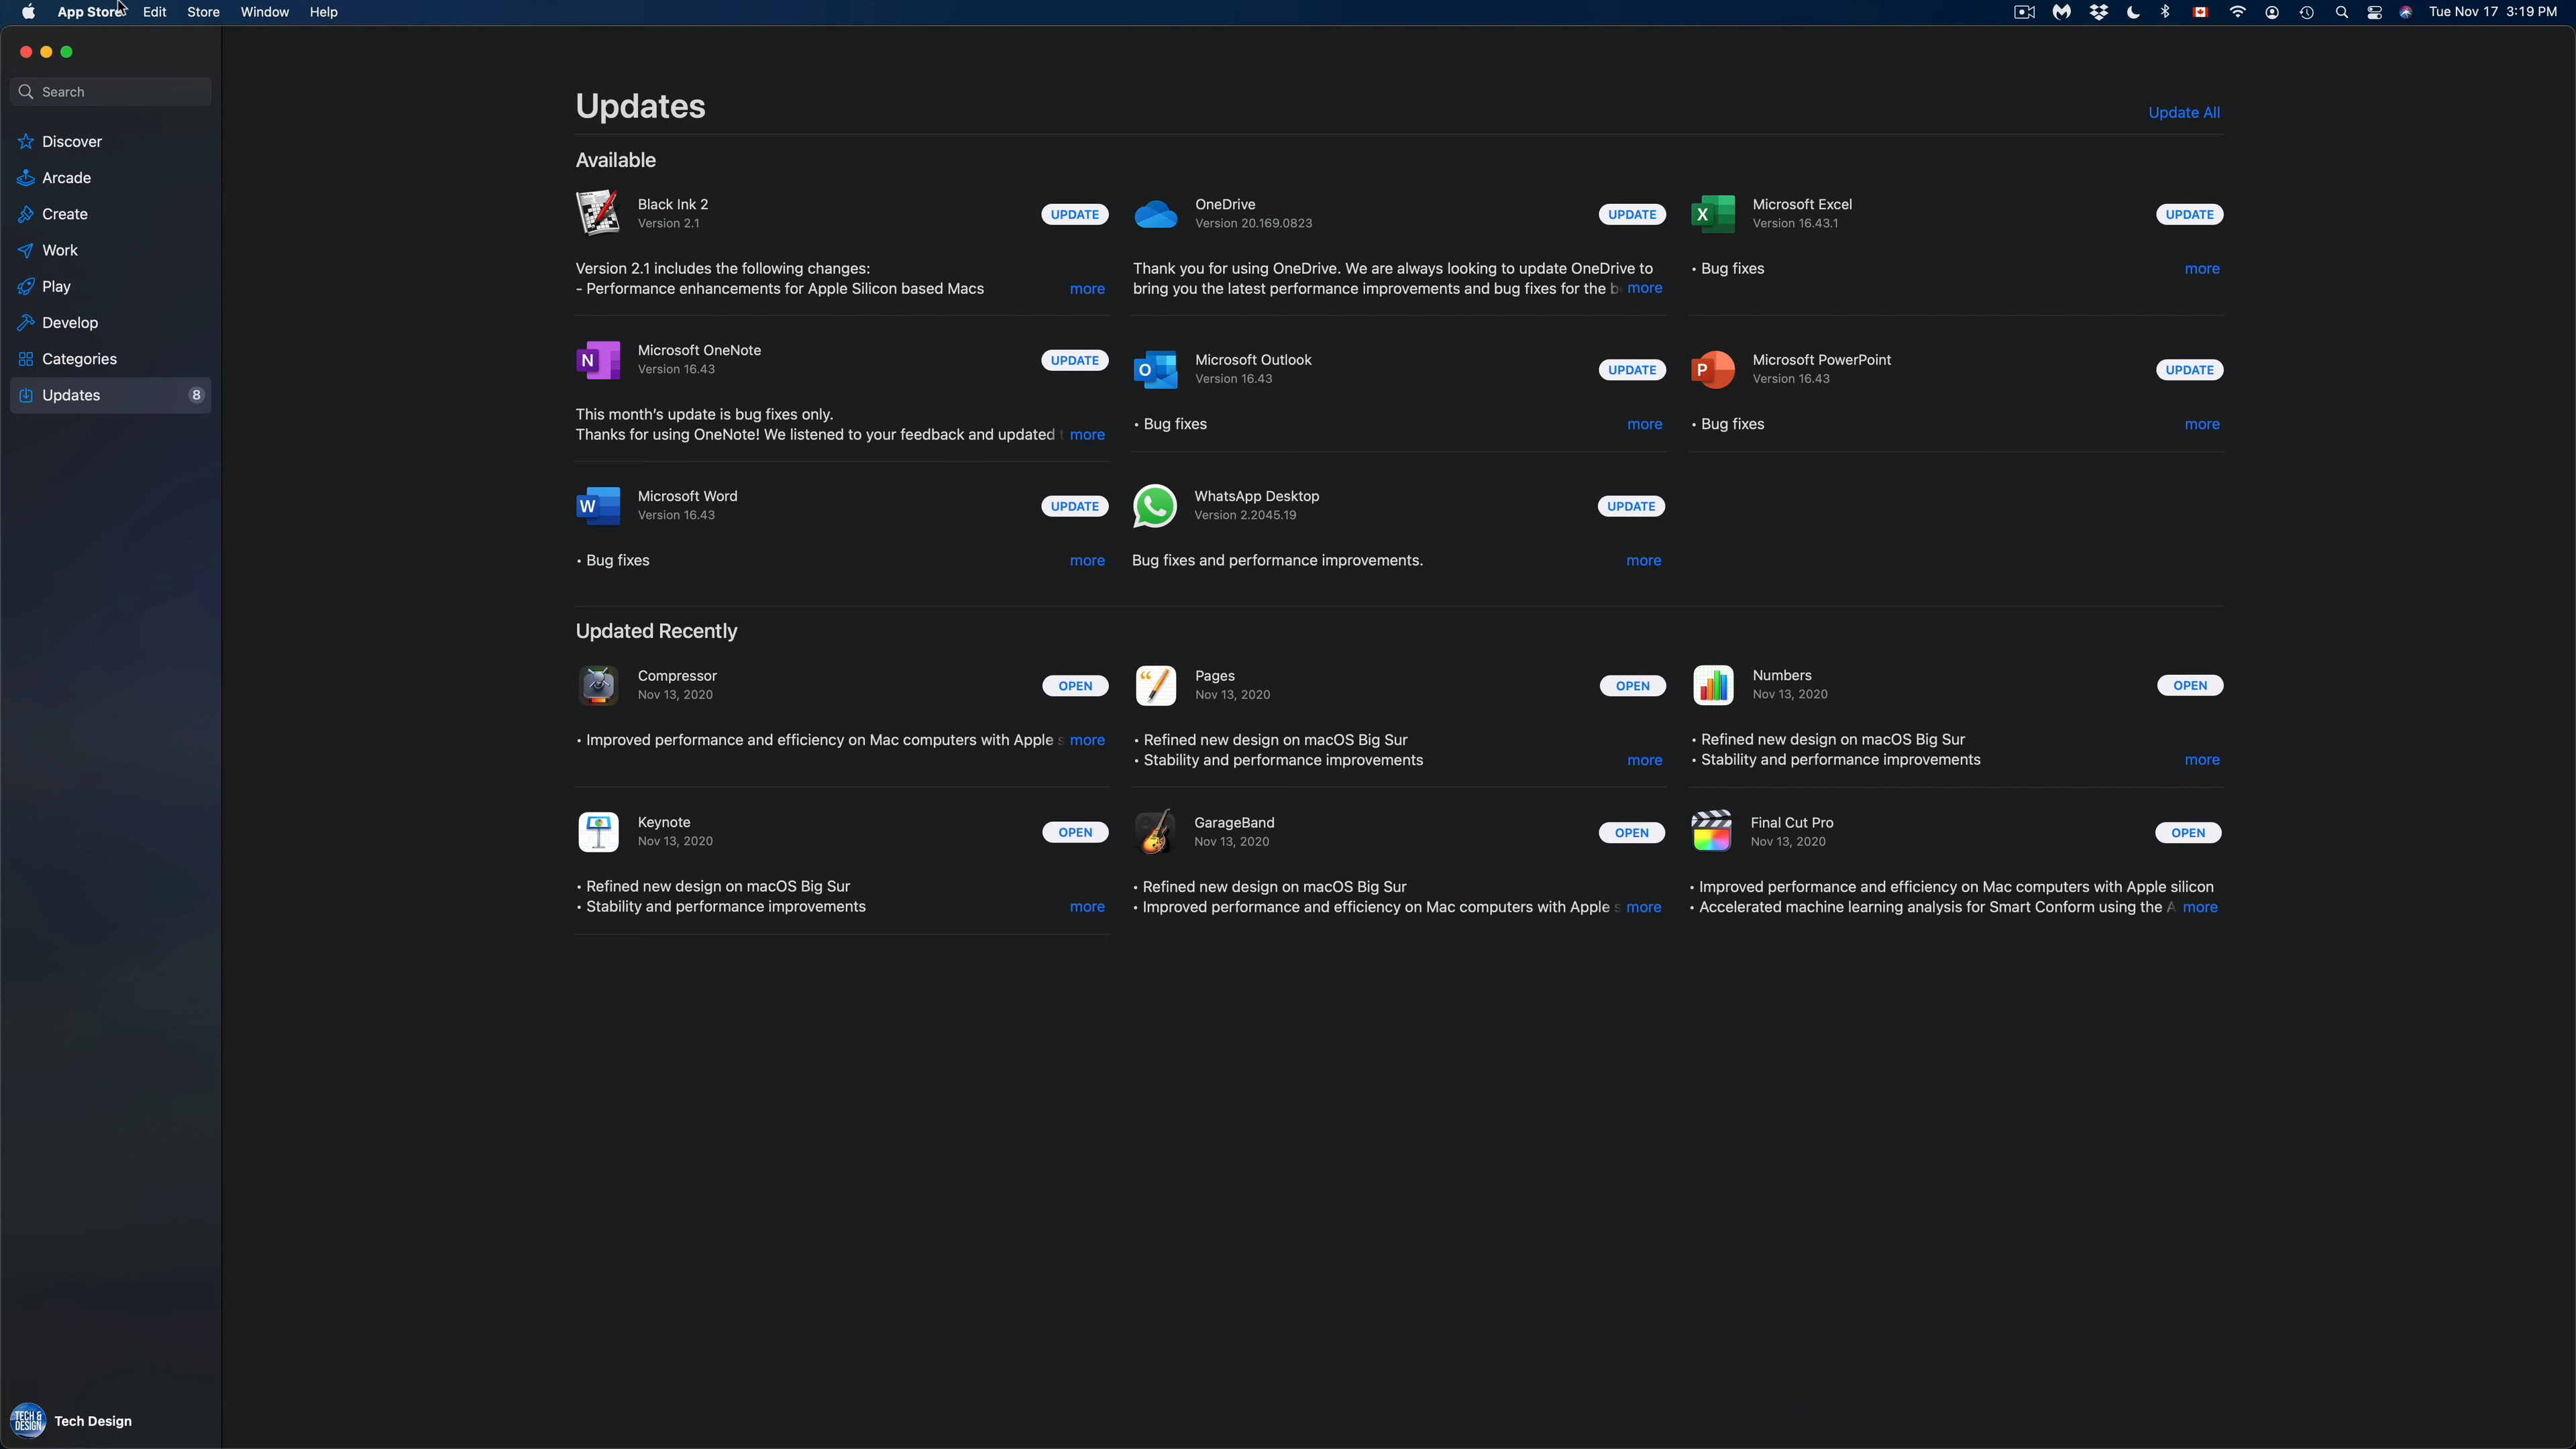 App Store Edit Store Window Help Tue Nov 17 3:19 PM
Search
Discover
Arcade
Create
Work
Play
Develop
Categories
Updates 8
Tech Design
TECH &
DESIGN
Updates
Update All
Available
Black Ink 2
Version 2.1
UPDATE
Version 2.1 includes the following changes:
- Performance enhancements for Apple Silicon based Macs more
OneDrive
Version 20.169.0823
UPDATE
Thank you for using OneDrive. We are always looking to update OneDrive to
bring you the latest performance improvements and bug fixes for the b more
X
Microsoft Excel
Version 16.43.1
UPDATE
• Bug fixes more
N
Microsoft OneNote
Version 16.43
UPDATE
This month's update is bug fixes only.
Thanks for using OneNote! We listened to your feedback and updated t more
O
Microsoft Outlook
Version 16.43
UPDATE
• Bug fixes more
P
Microsoft PowerPoint
Version 16.43
UPDATE
• Bug fixes more
W
Microsoft Word
Version 16.43
UPDATE
• Bug fixes more
WhatsApp Desktop
Version 2.2045.19
UPDATE
Bug fixes and performance improvements. more
Updated Recently
Compressor
Nov 13, 2020
OPEN
• Improved performance and efficiency on Mac computers with Apple s more
Pages
Nov 13, 2020
OPEN
• Refined new design on macOS Big Sur
• Stability and performance improvements more
Numbers
Nov 13, 2020
OPEN
• Refined new design on macOS Big Sur
• Stability and performance improvements more
Keynote
Nov 13, 2020
OPEN
• Refined new design on macOS Big Sur
• Stability and performance improvements more
GarageBand
Nov 13, 2020
OPEN
• Refined new design on macOS Big Sur
• Improved performance and efficiency on Mac computers with Apple s more
Final Cut Pro
Nov 13, 2020
OPEN
• Improved performance and efficiency on Mac computers with Apple silicon
• Accelerated machine learning analysis for Smart Conform using the A more